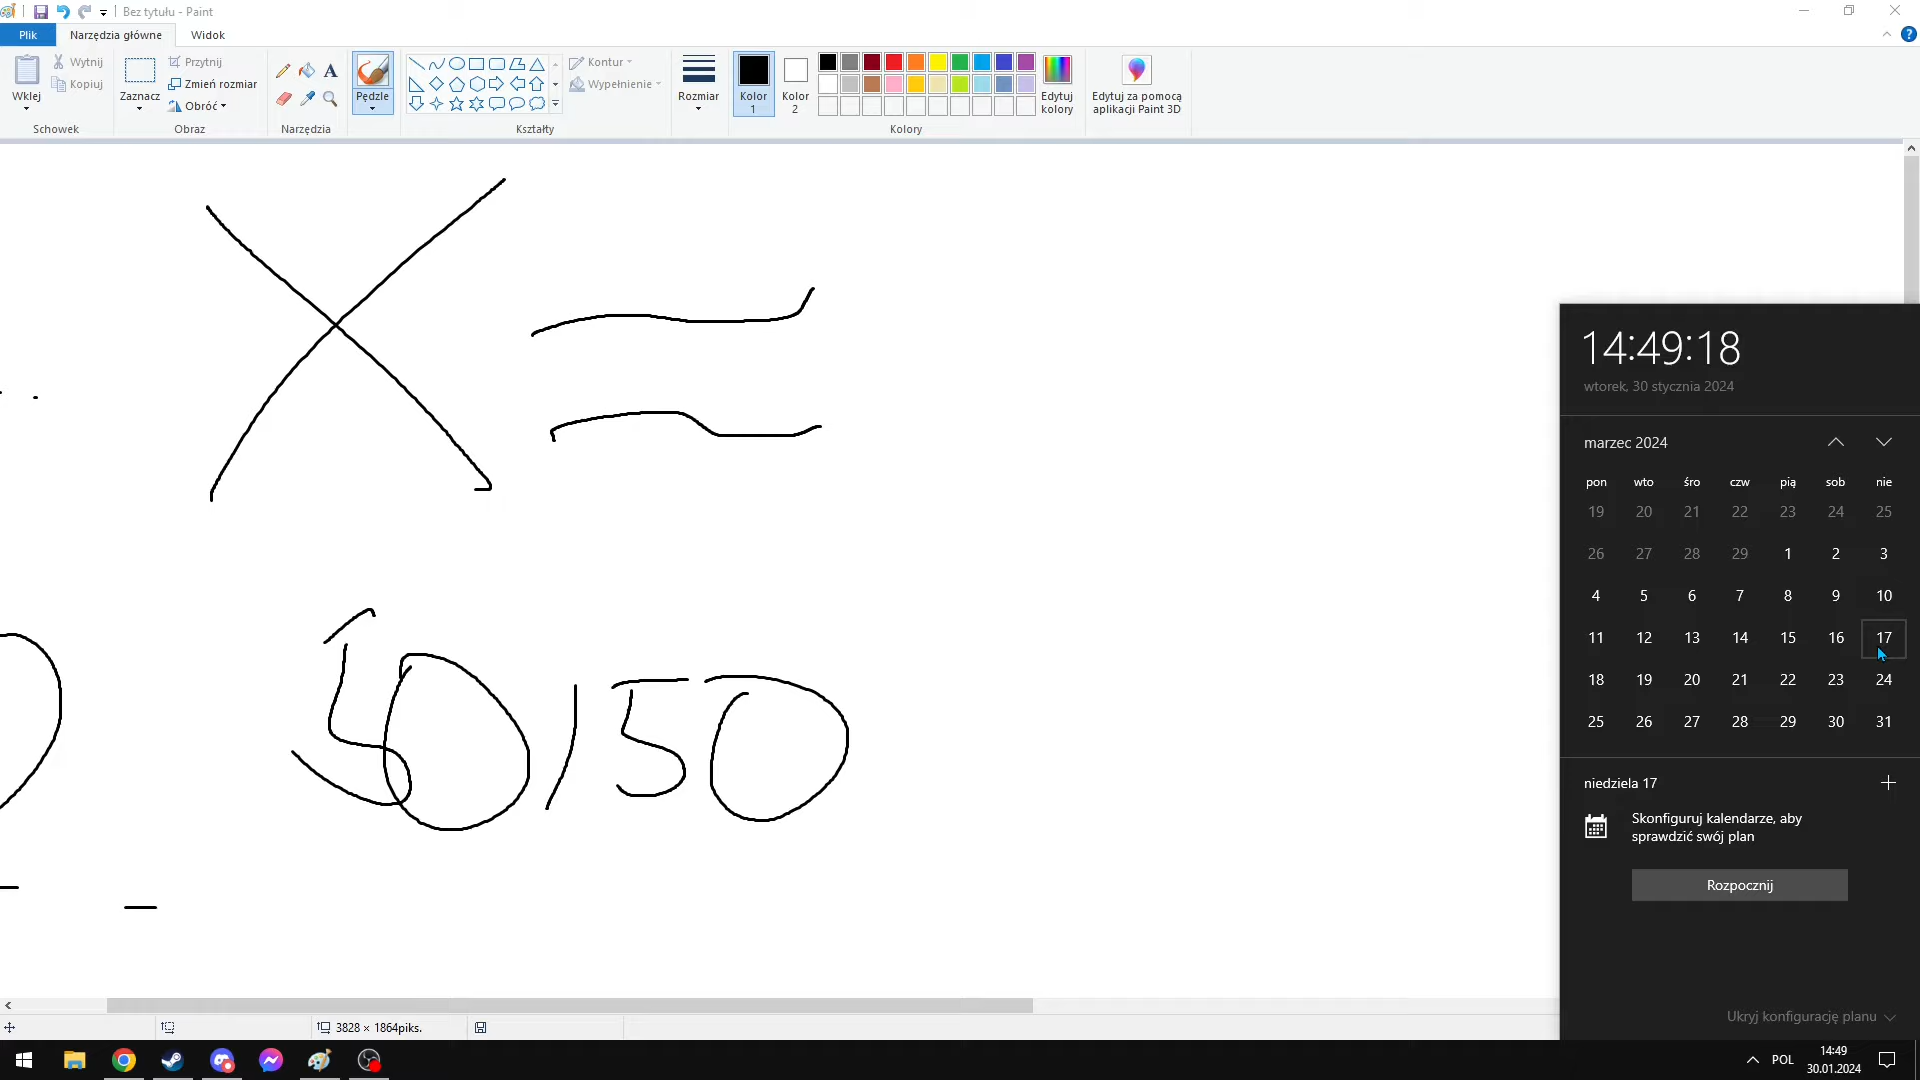 Bez tytułu - Paint
Plik Narzędzia główne Widok
Wklej
Wytnij
Kopiuj
Schowek
Zaznacz
Przytnij
Zmień rozmiar
Obróć
Obraz
A
Narzędzia
Pędzle
Kontur
Wypełnienie
Kształty
Rozmiar
Kolor
1
Kolor
2
Edytuj
kolory
Kolory
Edytuj za pomocą
aplikacji Paint 3D
X =
50/50
14:49:18
wtorek, 30 stycznia 2024
marzec 2024
pon wto śro czw pią sob nie
19 20 21 22 23 24 25
26 27 28 29 1 2 3
4 5 6 7 8 9 10
11 12 13 14 15 16 17
18 19 20 21 22 23 24
25 26 27 28 29 30 31
niedziela 17
Skonfiguruj kalendarze, aby
sprawdzić swój plan
Rozpocznij
Ukryj konfigurację planu
3828 × 1864piks.
POL
14:49
30.01.2024